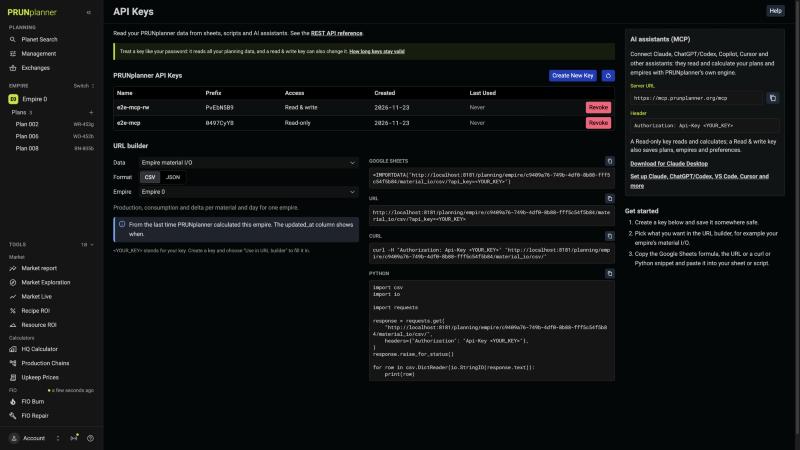 PRUNplanner
PLANNING
Planet Search
Management
Exchanges
EMPIRE
Switch
E0
Empire 0
Plans 3
Plan 002
WR-453g
Plan 006
WO-452b
Plan 008
BN-835b
TOOLS
18
Market
Market report
Market Exploration
Market Live
Recipe ROI
Resource ROI
Calculators
HQ Calculator
Production Chains
Upkeep Prices
FIO
a few seconds ago
FIO Burn
FIO Repair
Account
API Keys
Help
Read your PRUNplanner data from sheets, scripts and AI assistants. See the REST API reference.
Treat a key like your password: it reads all your planning data, and a read & write key can also change it. How long keys stay valid
PRUNplanner API Keys
Create New Key
Name Prefix Access Created Last Used
e2e-mcp-rw PvEbN5B9 Read & write 2026-11-23 Never Revoke
e2e-mcp 0497CyY8 Read-only 2026-11-23 Never Revoke
URL builder
Data
Empire material I/O
Format
CSV
JSON
Empire
Empire 0
Production, consumption and delta per material and day for one empire.
From the last time PRUNplanner calculated this empire. The updated_at column shows
when.
<YOUR_KEY> stands for your key. Create a key and choose "Use in URL builder" to fill it in.
GOOGLE SHEETS
=IMPORTDATA("http://localhost:8181/planning/empire/c9409a76-749b-4df0-8b88-fff5
c54f5b84/material_io/csv/?api_key=<YOUR_KEY>")
URL
http://localhost:8181/planning/empire/c9409a76-749b-4df0-8b88-fff5c54f5b84/mate
rial_io/csv/?api_key=<YOUR_KEY>
CURL
curl -H "Authorization: Api-Key <YOUR_KEY>" "http://localhost:8181/planning/emp
ire/c9409a76-749b-4df0-8b88-fff5c54f5b84/material_io/csv/"
PYTHON
import csv
import io
import requests
response = requests.get(
"http://localhost:8181/planning/empire/c9409a76-749b-4df0-8b88-fff5c54f5b8
4/material_io/csv/",
headers={"Authorization": "Api-Key <YOUR_KEY>"},
)
response.raise_for_status()
for row in csv.DictReader(io.StringIO(response.text)):
print(row)
AI assistants (MCP)
Connect Claude, ChatGPT/Codex, Copilot, Cursor and
other assistants: they read and calculate your plans and
empires with PRUNplanner's own engine.
Server URL
https://mcp.prunplanner.org/mcp
Header
Authorization: Api-Key <YOUR_KEY>
A Read-only key reads and calculates; a Read & write key
also saves plans, empires and preferences.
Download for Claude Desktop
Set up Claude, ChatGPT/Codex, VS Code, Cursor and
more
Get started
1. Create a key below and save it somewhere safe.
2. Pick what you want in the URL builder, for example your
empire's material I/O.
3. Copy the Google Sheets formula, the URL or a curl or
Python snippet and paste it into your sheet or script.